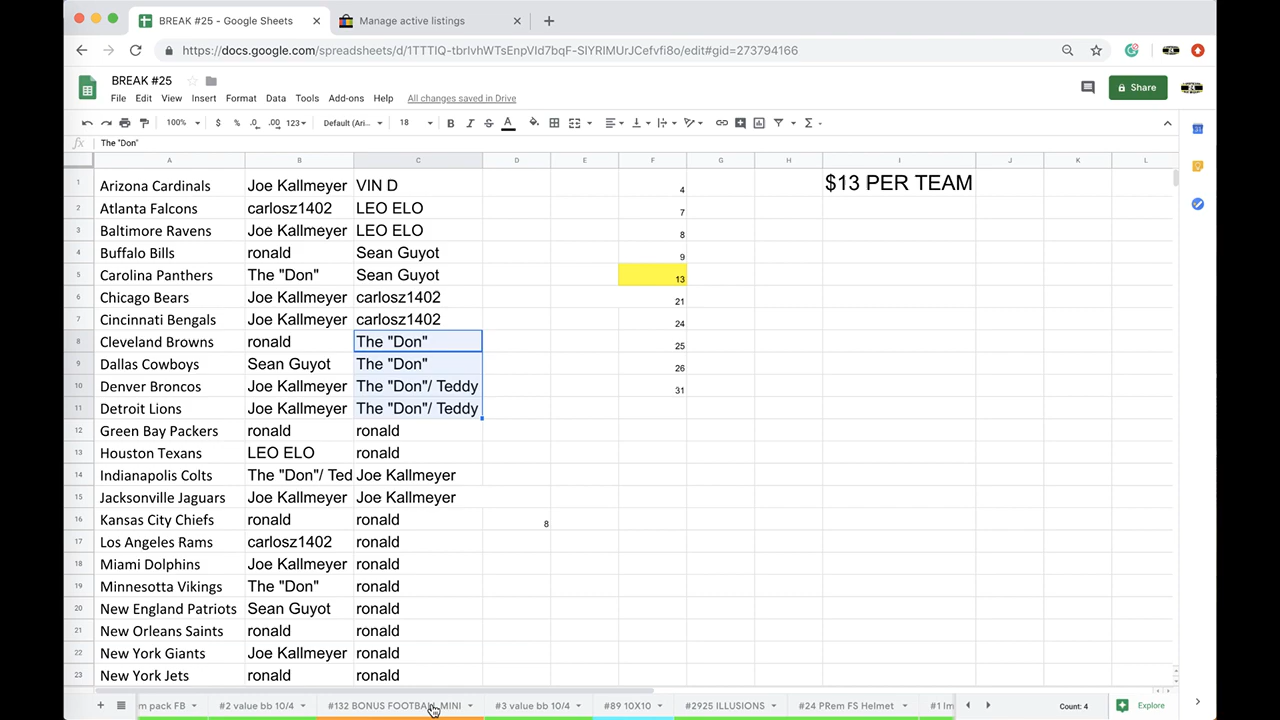 BREAK #25 - Google Sheets
Manage active listings
https://docs.google.com/spreadsheets/d/1TTTIQ-tbrIvhWTsEnpVId7bqF-SIYRIMUrJCefvfi8o/edit#gid=273794166
BREAK #25
File Edit View Insert Format Data Tools Add-ons Help All changes saved in Drive
Share
100% $ % .0 .00 123 Default (Ari... 18 B I S A
fx The "Don"
A B C D E F G H I J K L
1 Arizona Cardinals Joe Kallmeyer VIN D 4 $13 PER TEAM
2 Atlanta Falcons carlosz1402 LEO ELO 7
3 Baltimore Ravens Joe Kallmeyer LEO ELO 8
4 Buffalo Bills ronald Sean Guyot 9
5 Carolina Panthers The "Don" Sean Guyot 13
6 Chicago Bears Joe Kallmeyer carlosz1402 21
7 Cincinnati Bengals Joe Kallmeyer carlosz1402 24
8 Cleveland Browns ronald The "Don" 25
9 Dallas Cowboys Sean Guyot The "Don" 26
10 Denver Broncos Joe Kallmeyer The "Don"/ Teddy 31
11 Detroit Lions Joe Kallmeyer The "Don"/ Teddy
12 Green Bay Packers ronald ronald
13 Houston Texans LEO ELO ronald
14 Indianapolis Colts The "Don"/ Ted Joe Kallmeyer
15 Jacksonville Jaguars Joe Kallmeyer Joe Kallmeyer
16 Kansas City Chiefs ronald ronald 8
17 Los Angeles Rams carlosz1402 ronald
18 Miami Dolphins Joe Kallmeyer ronald
19 Minnesota Vikings The "Don" ronald
20 New England Patriots Sean Guyot ronald
21 New Orleans Saints ronald ronald
22 New York Giants Joe Kallmeyer ronald
23 New York Jets ronald ronald
m pack FB #2 value bb 10/4 #132 BONUS FOOTBALL MINI #3 value bb 10/4 #89 10X10 #2925 ILLUSIONS #24 PRem FS Helmet #1 Im Count: 4 Explore